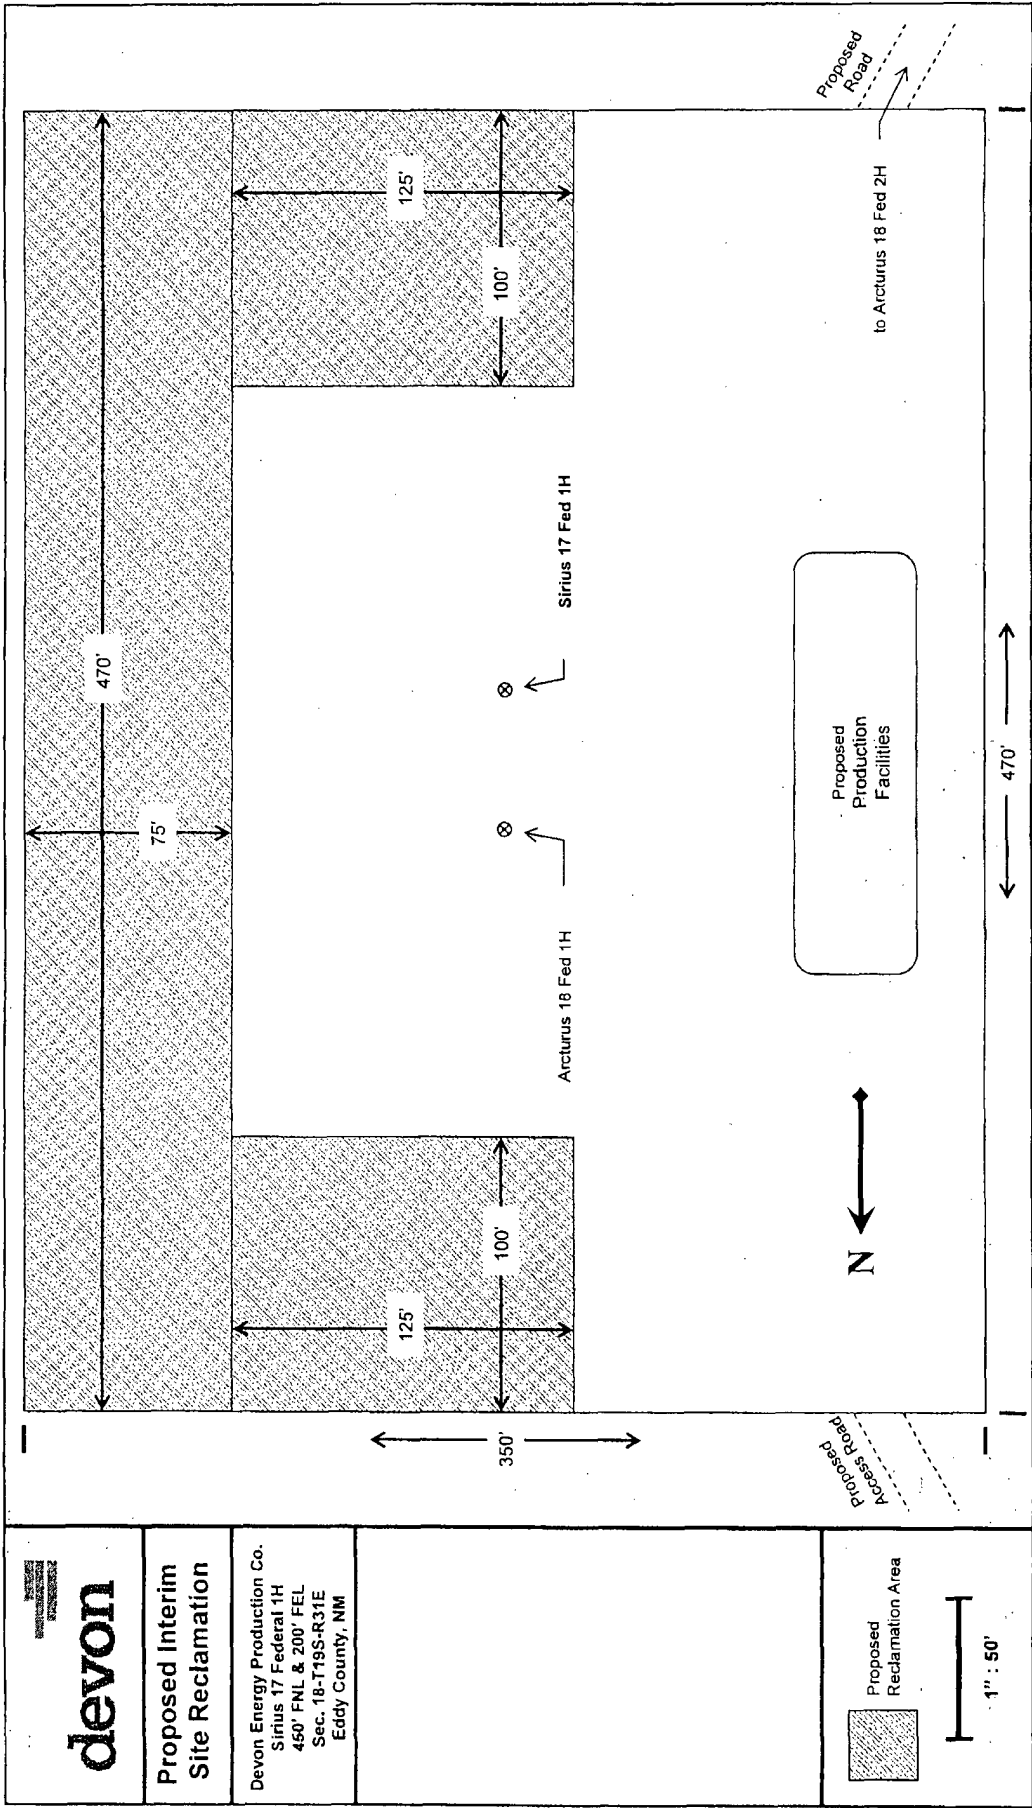 devon
Proposed Interim
Site Reclamation
Devon Energy Production Co.
Sirius 17 Federal 1H
450' FNL & 200' FEL
Sec. 18-T19S-R31E
Eddy County, NM
Proposed
Reclamation Area
1" : 50'
470'
75'
125'
100'
125'
100'
350'
Arcturus 18 Fed 1H
Sirius 17 Fed 1H
Proposed
Production
Facilities
N
Proposed
Access Road
Proposed
Road
to Arcturus 18 Fed 2H
470'